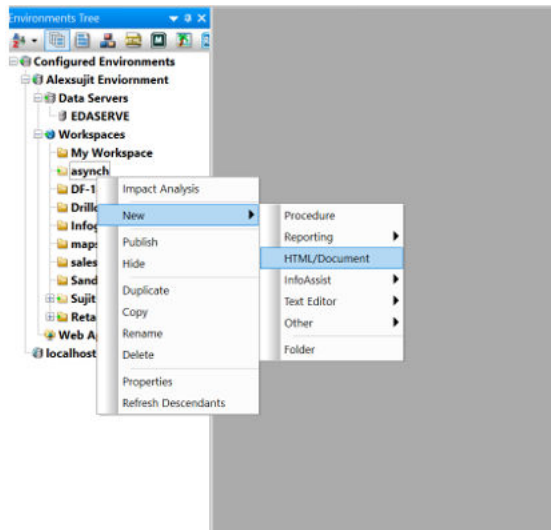 Environments Tree
Configured Environments
Alexsujit Enviornment
Data Servers
EDASERVE
Workspaces
My Workspace
asynch
DF-1
Impact Analysis
Drill
New
Procedure
Infog
Reporting
maps
Publish
HTML/Document
sales
Hide
InfoAssist
Sand
Duplicate
Text Editor
Sujit
Copy
Other
Reta
Rename
Folder
Web A
Delete
localhost
Properties
Refresh Descendants